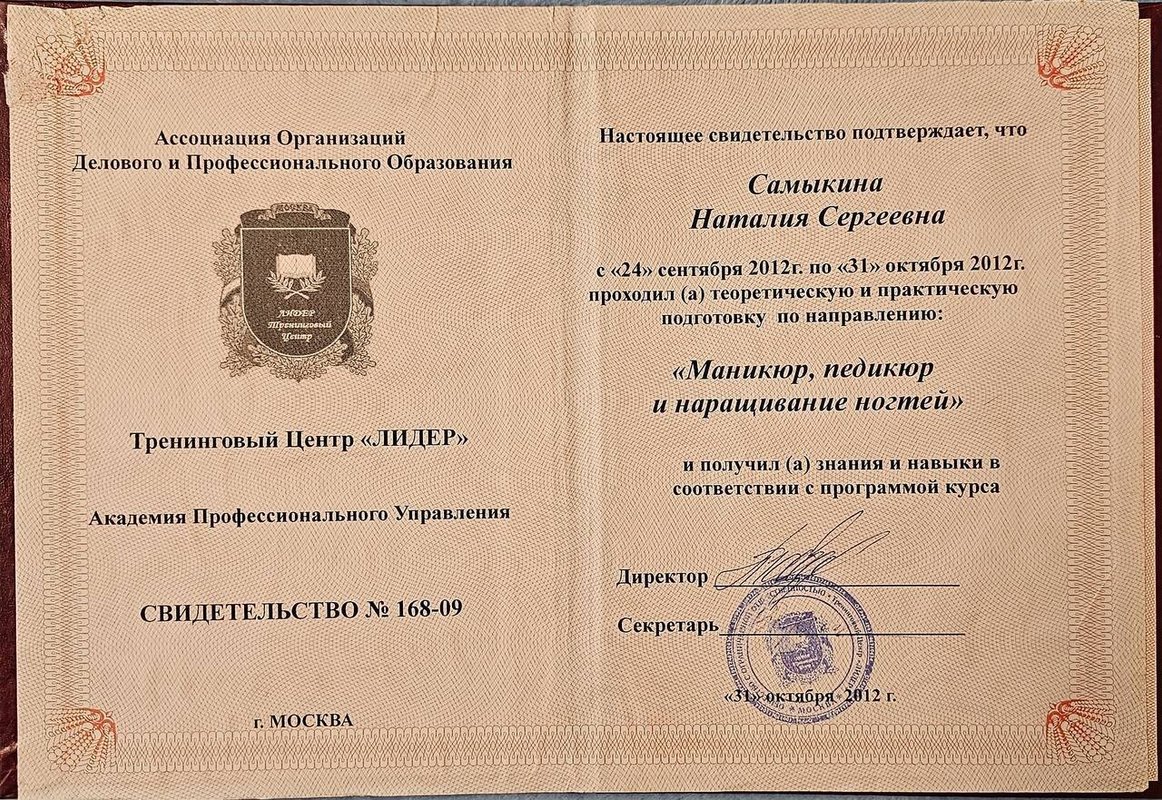 Ассоциация Организаций
Делового и Профессионального Образования
МОСКВА
ЛИДЕР
Тренинговый
Центр
Тренинговый Центр «ЛИДЕР»
Академия Профессионального Управления
СВИДЕТЕЛЬСТВО № 168-09
г. МОСКВА
Настоящее свидетельство подтверждает, что
Самыкина
Наталия Сергеевна
с «24» сентября 2012г. по «31» октября 2012г.
проходил (а) теоретическую и практическую
подготовку по направлению:
«Маникюр, педикюр
и наращивание ногтей»
и получил (а) знания и навыки в
соответствии с программой курса
Директор
Секретарь
«31» октября 2012 г.
МОСКВА